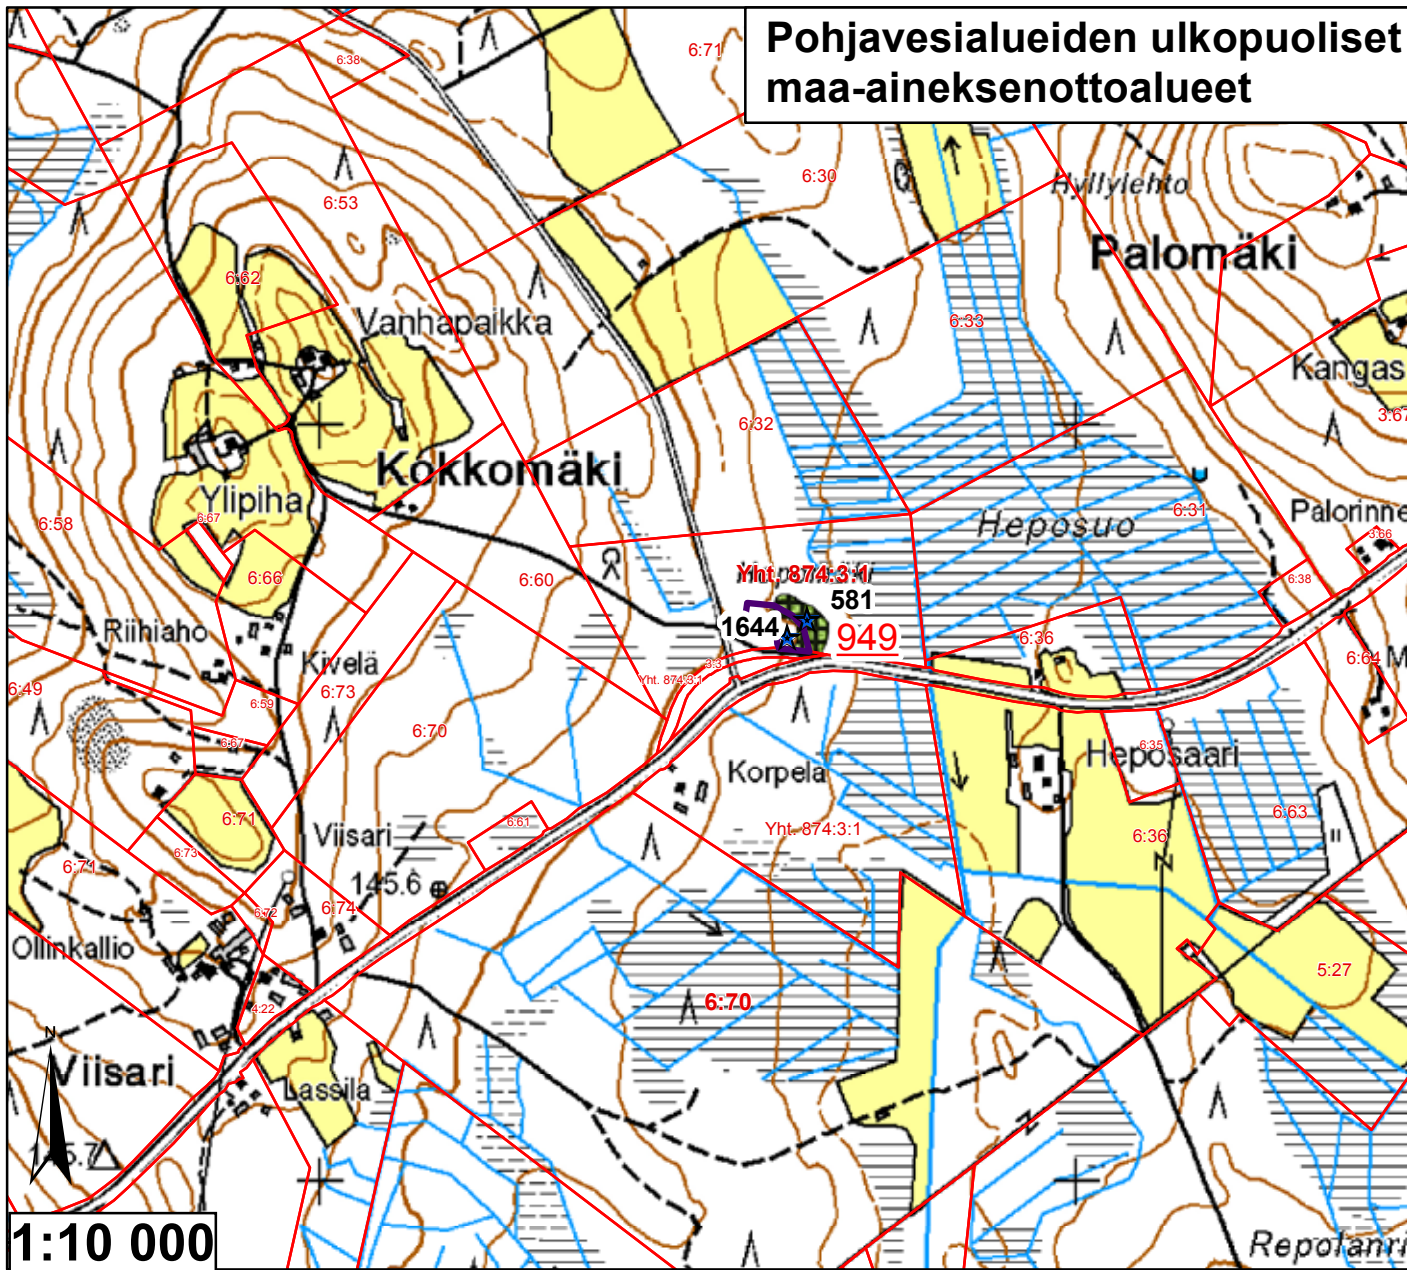 Pohjavesialueiden ulkopuoliset
maa-aineksenottoalueet
6:38
6:71
6:30
Hyllylehto
6:53
Palomäki
6:62
Vanhapaikka
6:33
Kangas
3:67
6:32
Kokkomäki
Ylipiha
6:67
6:58
Heposuo
6:31
Palorinne
3:66
6:66
6:60
Yht. 874:3:1
581
6:38
1644
949
6:36
Riihiaho
Kivelä
3:3
Yht. 874:3:1
6:64
M
6:49
6:73
6:59
6:70
6:67
6:35
Heposaari
Korpela
6:63
6:71
6:61
Viisari
Yht. 874:3:1
6:36
6:73
6:71
145.6
6:74
6:72
N
Ollinkallio
5:27
6:70
4:22
N
Viisari
Lassila
Z
1:10 000